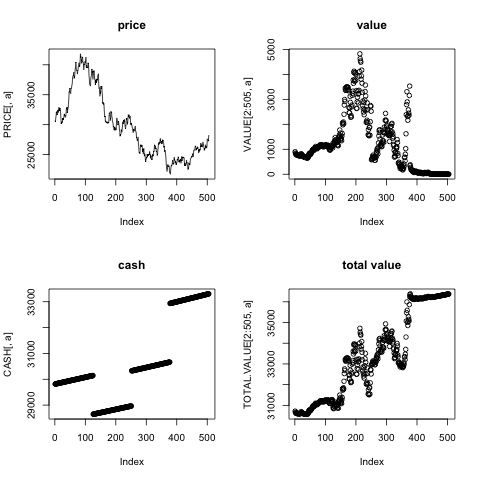 price
PRICE[, a]
25000
35000
0 100 200 300 400 500
Index
value
VALUE[2:505, a]
0
1000
3000
5000
0 100 200 300 400 500
Index
cash
CASH[, a]
29000
31000
33000
0 100 200 300 400 500
Index
total value
TOTAL.VALUE[2:505, a]
31000
33000
35000
0 100 200 300 400 500
Index